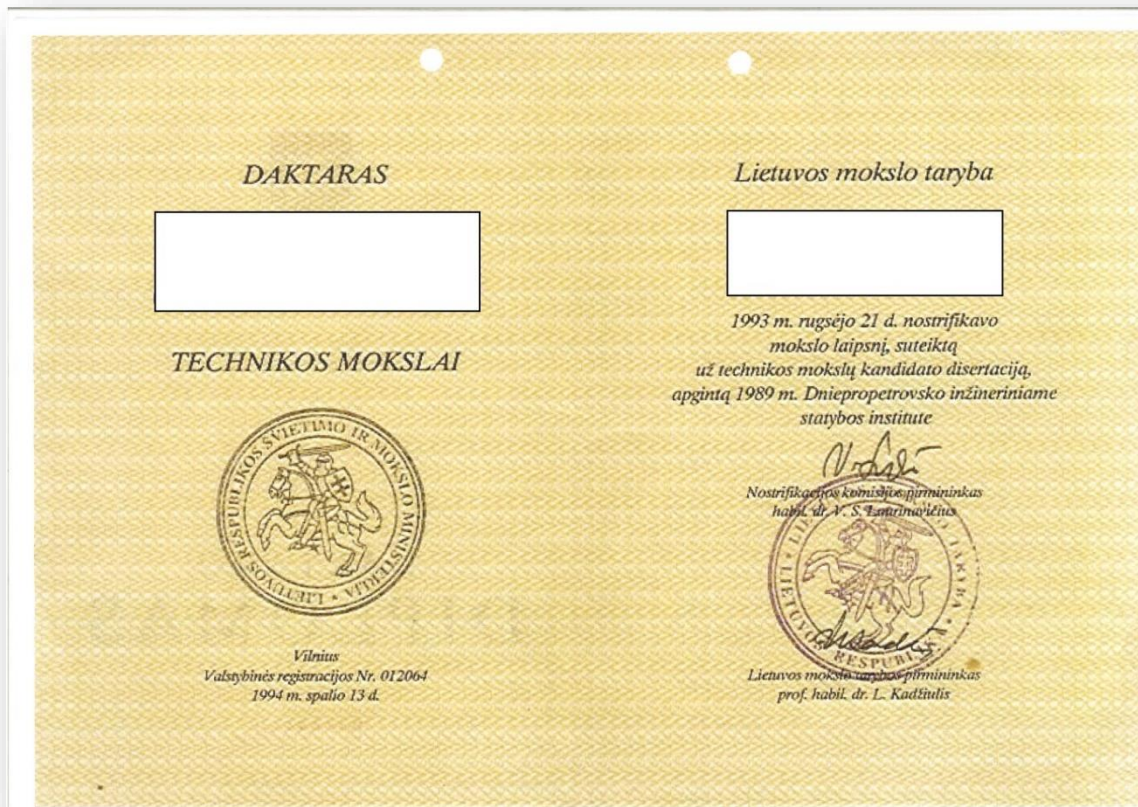 DAKTARAS
TECHNIKOS MOKSLAI
LIETUVOS RESPUBLIKOS ŠVIETIMO IR MOKSLO MINISTERIJA
Vilnius
Valstybinės registracijos Nr. 012064
1994 m. spalio 13 d.
Lietuvos mokslo taryba
1993 m. rugsėjo 21 d. nostrifikavo
mokslo laipsnį, suteiktą
už technikos mokslų kandidato disertaciją,
apgintą 1989 m. Dniepropetrovsko inžineriniame
statybos institute
Nostrifikacijos komisijos pirmininkas
habil. dr. V. S. Laurinavičius
RESPUBLIKA
Lietuvos mokslo tarybos pirmininkas
prof. habil. dr. L. Kadžiulis